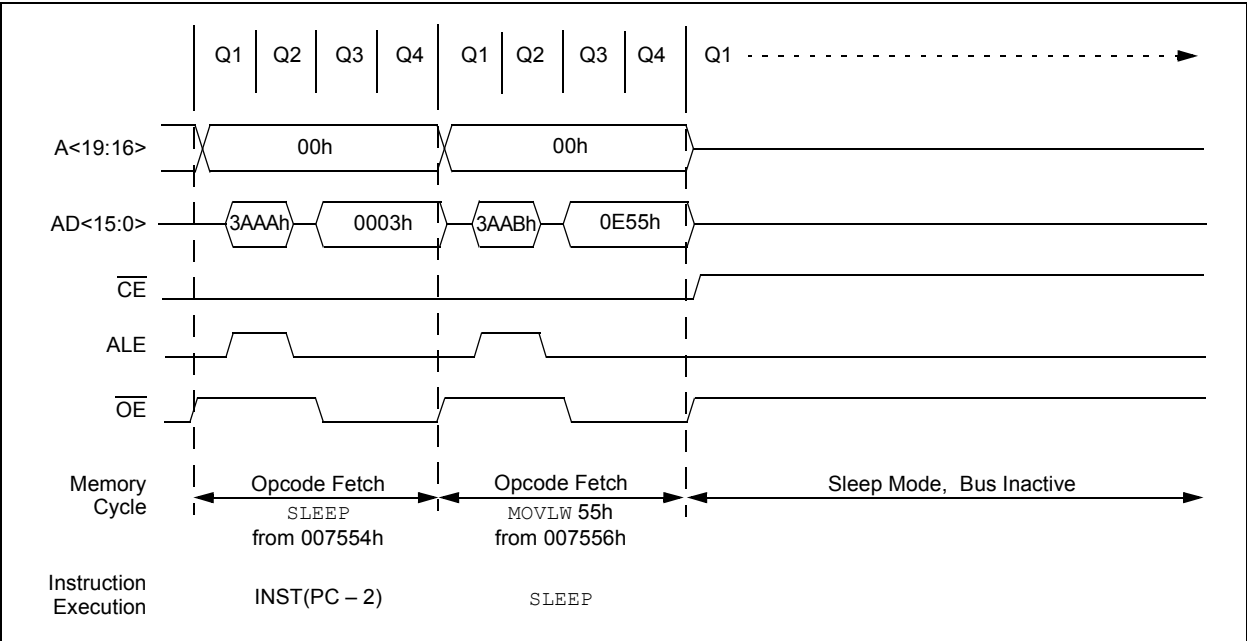 Q1 Q2 Q3 Q4 Q1 Q2 Q3 Q4 Q1
A<19:16> 00h 00h
AD<15:0> 3AAAh 0003h 3AABh 0E55h
CE
ALE
OE
Memory
Cycle
Opcode Fetch
SLEEP
from 007554h
Opcode Fetch
MOVLW 55h
from 007556h
Sleep Mode, Bus Inactive
Instruction
Execution
INST(PC – 2)
SLEEP